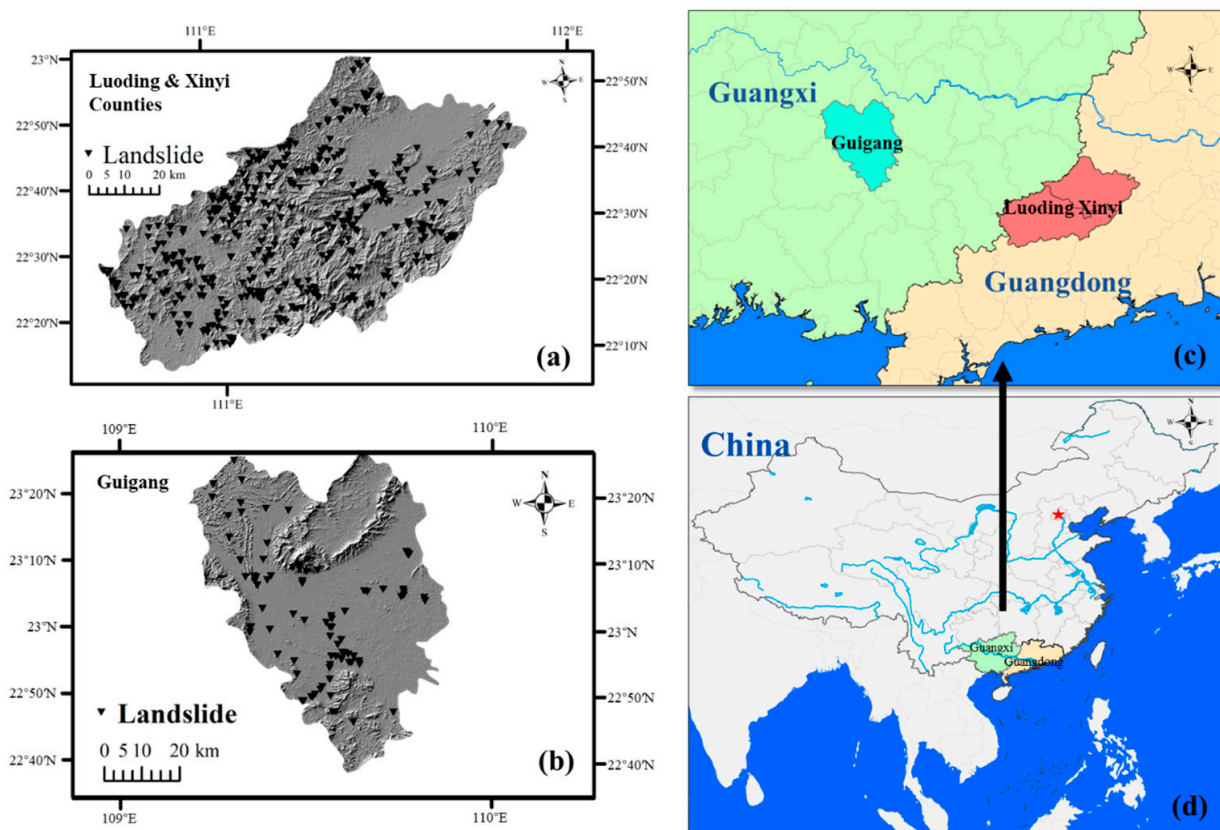 111°E
112°E
23°N
22°50'N
22°40'N
22°30'N
22°20'N
22°50'N
22°40'N
22°30'N
22°20'N
22°10'N
111°E
Luoding & Xinyi
Counties
Landslide
0 5 10 20 km
N
W E
S
(a)
109°E
110°E
23°20'N
23°10'N
23°N
22°50'N
22°40'N
23°20'N
23°10'N
23°N
22°50'N
22°40'N
109°E
110°E
Guigang
N
W E
S
Landslide
0 5 10 20 km
(b)
N
W E
S
Guangxi
Guigang
Luoding Xinyi
Guangdong
(c)
China
N
W E
S
Guangxi
Guangdong
(d)